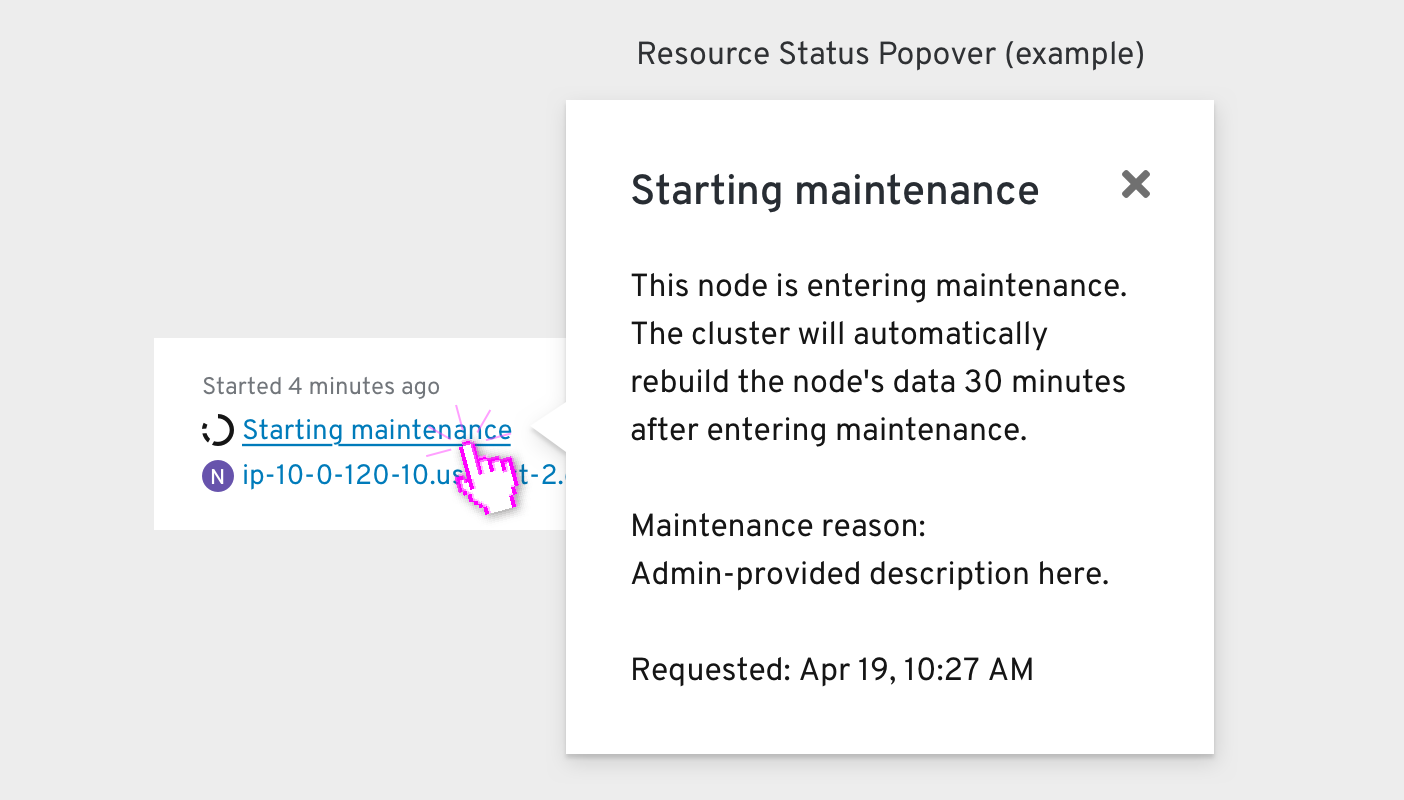 Resource Status Popover (example)
Starting maintenance
This node is entering maintenance.
The cluster will automatically
rebuild the node's data 30 minutes
after entering maintenance.
Maintenance reason:
Admin-provided description here.
Requested: Apr 19, 10:27 AM
Started 4 minutes ago
Starting maintenance
N ip-10-0-120-10.us t-2.